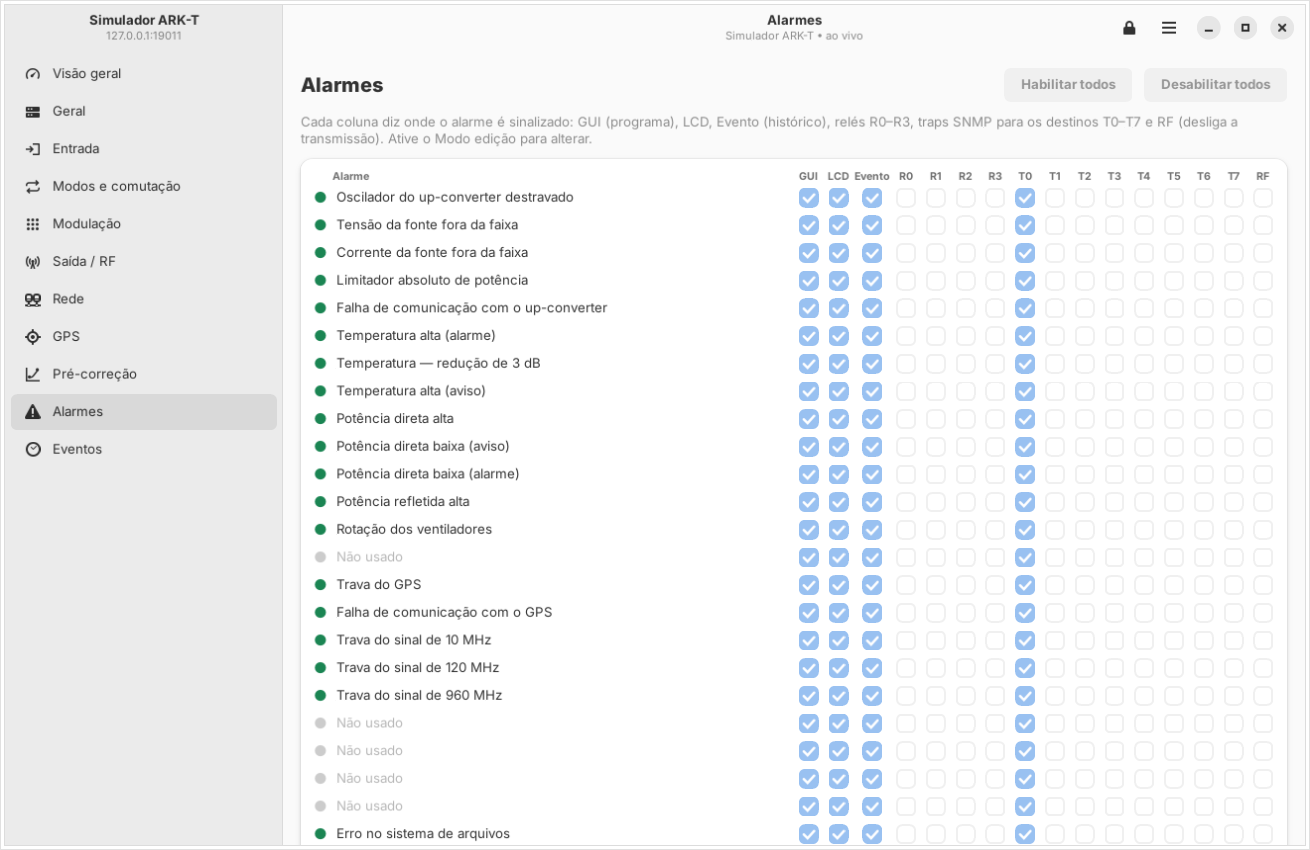 Simulador ARK-T
127.0.0.1:19011
Visão geral
Geral
Entrada
Modos e comutação
Modulação
Saída / RF
Rede
GPS
Pré-correção
Alarmes
Eventos
Alarmes
Simulador ARK-T • ao vivo
Alarmes
Habilitar todos
Desabilitar todos
Cada coluna diz onde o alarme é sinalizado: GUI (programa), LCD, Evento (histórico), relés R0–R3, traps SNMP para os destinos T0–T7 e RF (desliga a
transmissão). Ative o Modo edição para alterar.
Alarme GUI LCD Evento R0 R1 R2 R3 T0 T1 T2 T3 T4 T5 T6 T7 RF
Oscilador do up-converter destravado
Tensão da fonte fora da faixa
Corrente da fonte fora da faixa
Limitador absoluto de potência
Falha de comunicação com o up-converter
Temperatura alta (alarme)
Temperatura — redução de 3 dB
Temperatura alta (aviso)
Potência direta alta
Potência direta baixa (aviso)
Potência direta baixa (alarme)
Potência refletida alta
Rotação dos ventiladores
Não usado
Trava do GPS
Falha de comunicação com o GPS
Trava do sinal de 10 MHz
Trava do sinal de 120 MHz
Trava do sinal de 960 MHz
Não usado
Não usado
Não usado
Não usado
Erro no sistema de arquivos